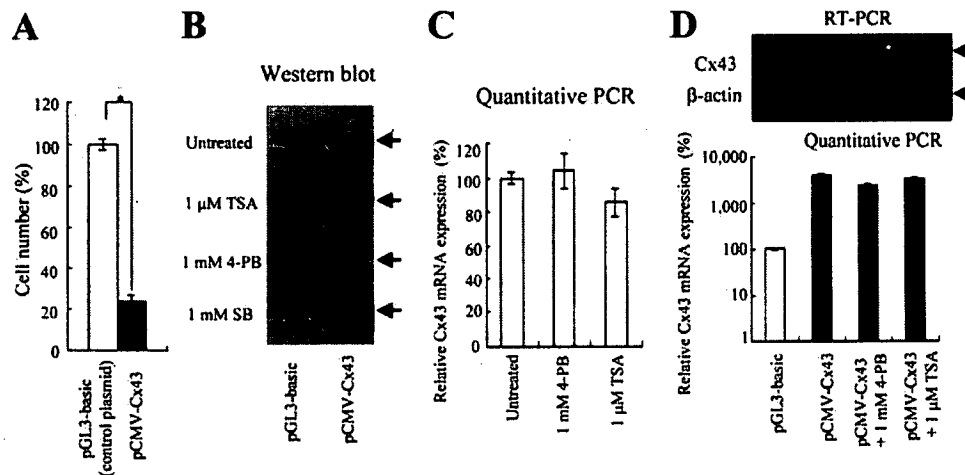 A
Cell number (%)
120
100
80
60
40
20
0
*
pGL3-basic
(control plasmid)
pCMV-Cx43
B
Western blot
Untreated
1 μM TSA
1 mM 4-PB
1 mM SB
pGL3-basic
pCMV-Cx43
C
Quantitative PCR
Relative Cx43 mRNA expression (%)
120
100
80
60
40
20
0
Untreated
1 mM 4-PB
1 μM TSA
D
RT-PCR
Cx43
β-actin
Quantitative PCR
Relative Cx43 mRNA expression (%)
10,000
1,000
100
10
1
pGL3-basic
pCMV-Cx43
pCMV-Cx43
+ 1 mM 4-PB
pCMV-Cx43
+ 1 μM TSA